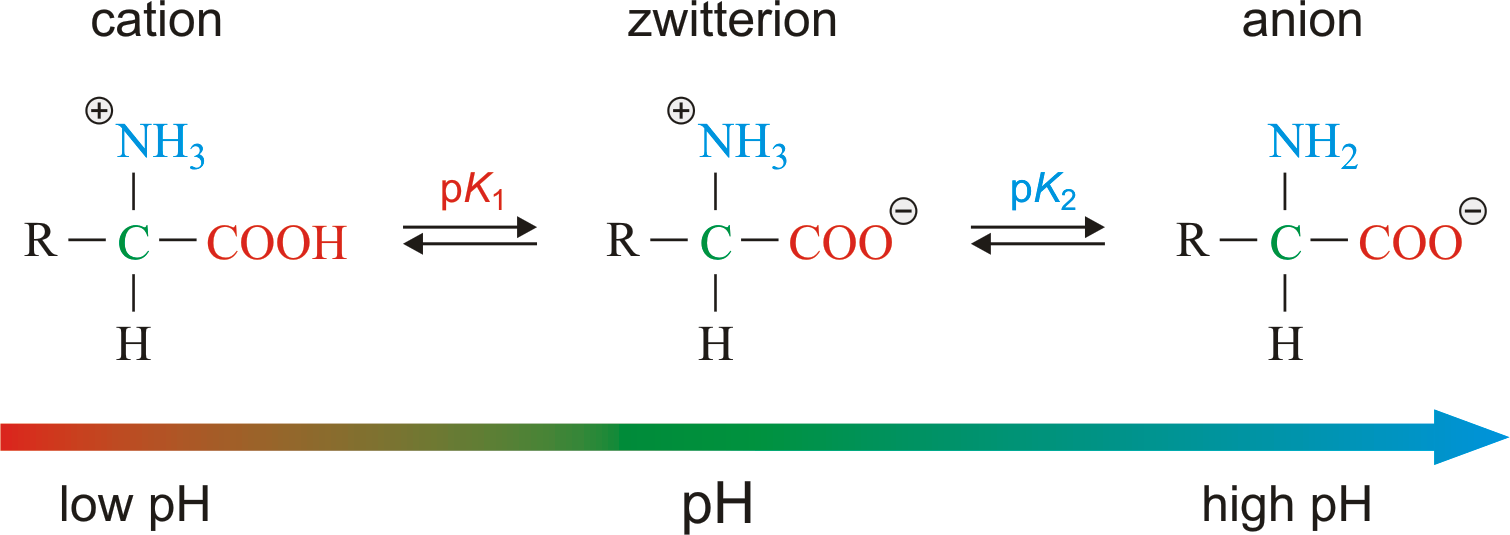 cation zwitterion anion
⊕ ⊕
NH₃ NH₃ NH₂
pK₁ pK₂
⊖ ⊖
R — C — COOH R — C — COO R — C — COO
H H H
low pH pH high pH